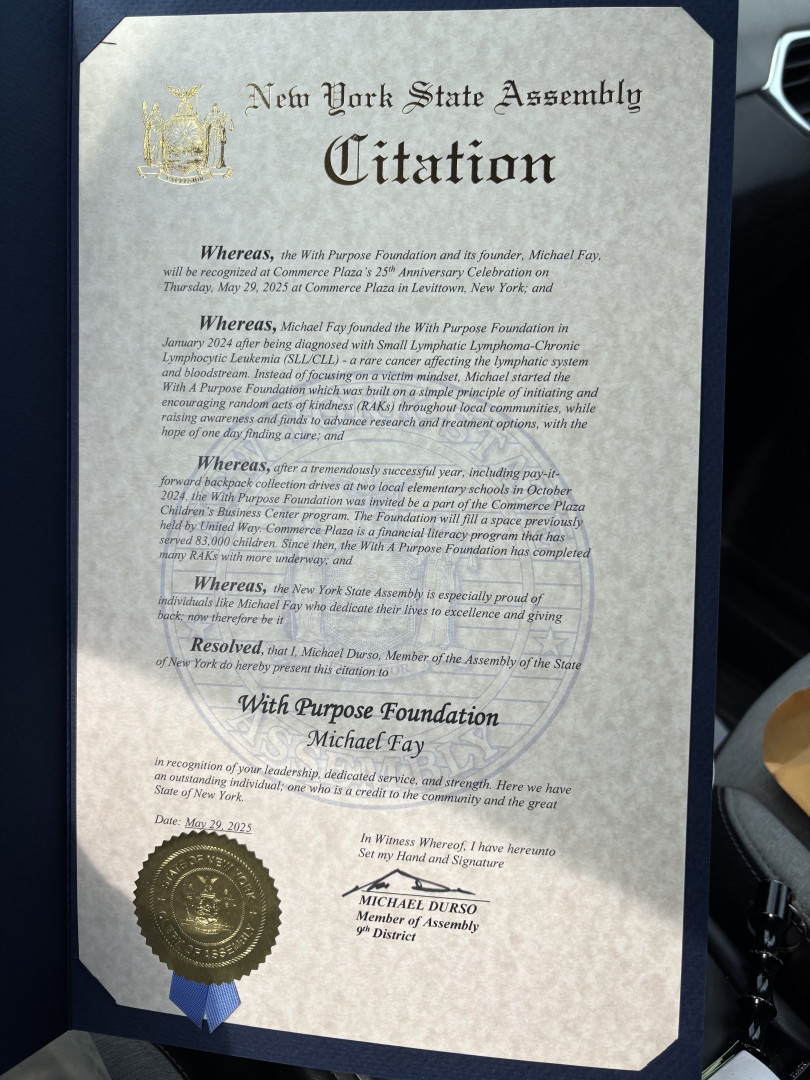 New York State Assembly
Citation
EXCELSIOR
Whereas, the With Purpose Foundation and its founder, Michael Fay,
will be recognized at Commerce Plaza's 25th Anniversary Celebration on
Thursday, May 29, 2025 at Commerce Plaza in Levittown, New York; and
Whereas, Michael Fay founded the With Purpose Foundation in
January 2024 after being diagnosed with Small Lymphatic Lymphoma-Chronic
Lymphocytic Leukemia (SLL/CLL) - a rare cancer affecting the lymphatic system
and bloodstream. Instead of focusing on a victim mindset, Michael started the
With A Purpose Foundation which was built on a simple principle of initiating and
encouraging random acts of kindness (RAKs) throughout local communities, while
raising awareness and funds to advance research and treatment options, with the
hope of one day finding a cure; and
Whereas, after a tremendously successful year, including pay-it-
forward backpack collection drives at two local elementary schools in October
2024, the With Purpose Foundation was invited be a part of the Commerce Plaza
Children's Business Center program. The Foundation will fill a space previously
held by United Way. Commerce Plaza is a financial literacy program that has
served 83,000 children. Since then, the With A Purpose Foundation has completed
many RAKs with more underway; and
Whereas, the New York State Assembly is especially proud of
individuals like Michael Fay who dedicate their lives to excellence and giving
back; now therefore be it
Resolved, that I, Michael Durso, Member of the Assembly of the State
of New York do hereby present this citation to
With Purpose Foundation
Michael Fay
in recognition of your leadership, dedicated service, and strength. Here we have
an outstanding individual; one who is a credit to the community and the great
State of New York.
Date: May 29, 2025
In Witness Whereof, I have hereunto
Set my Hand and Signature
MICHAEL DURSO
Member of Assembly
9th District
STATE OF NEW YORK
ASSEMBLY